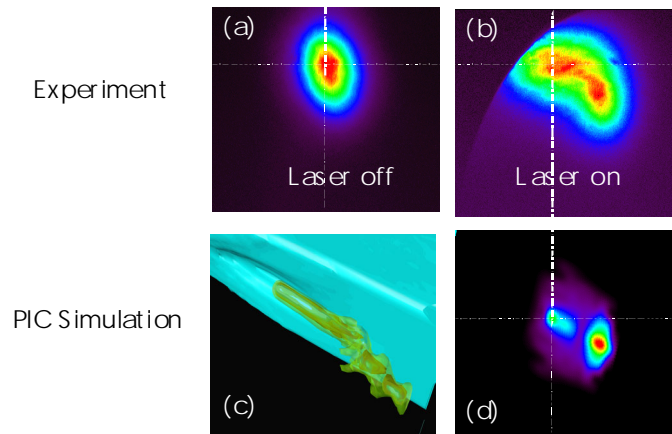 (a)
(b)
Experiment
Laser off
Laser on
PIC Simulation
(c)
(d)